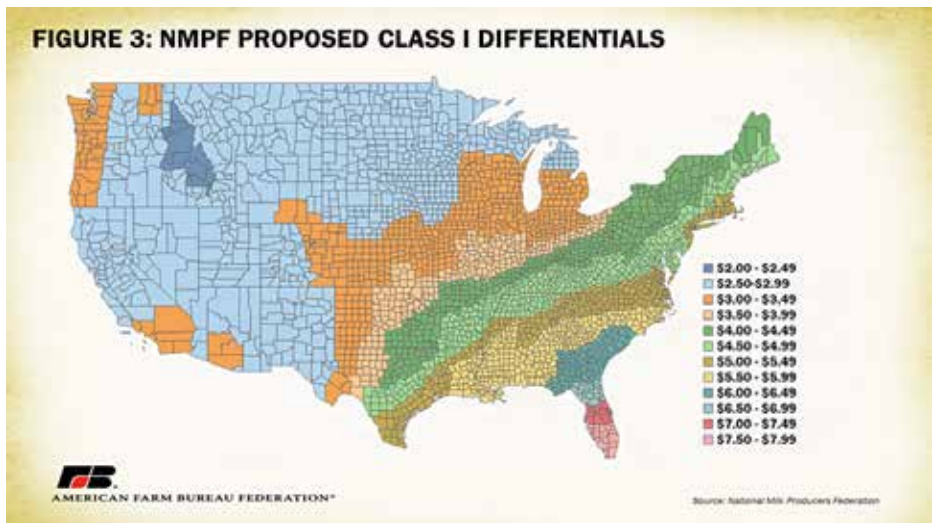 FIGURE 3: NMPF PROPOSED CLASS I DIFFERENTIALS
$2.00 - $2.49
$2.50-$2.99
$3.00 - $3.49
$3.50 - $3.99
$4.00 - $4.49
$4.50 - $4.99
$5.00 - $5.49
$5.50 - $5.99
$6.00 - $6.49
$6.50 - $6.99
$7.00 - $7.49
$7.50 - $7.99
FB
AMERICAN FARM BUREAU FEDERATION®
Source: National Milk Producers Federation